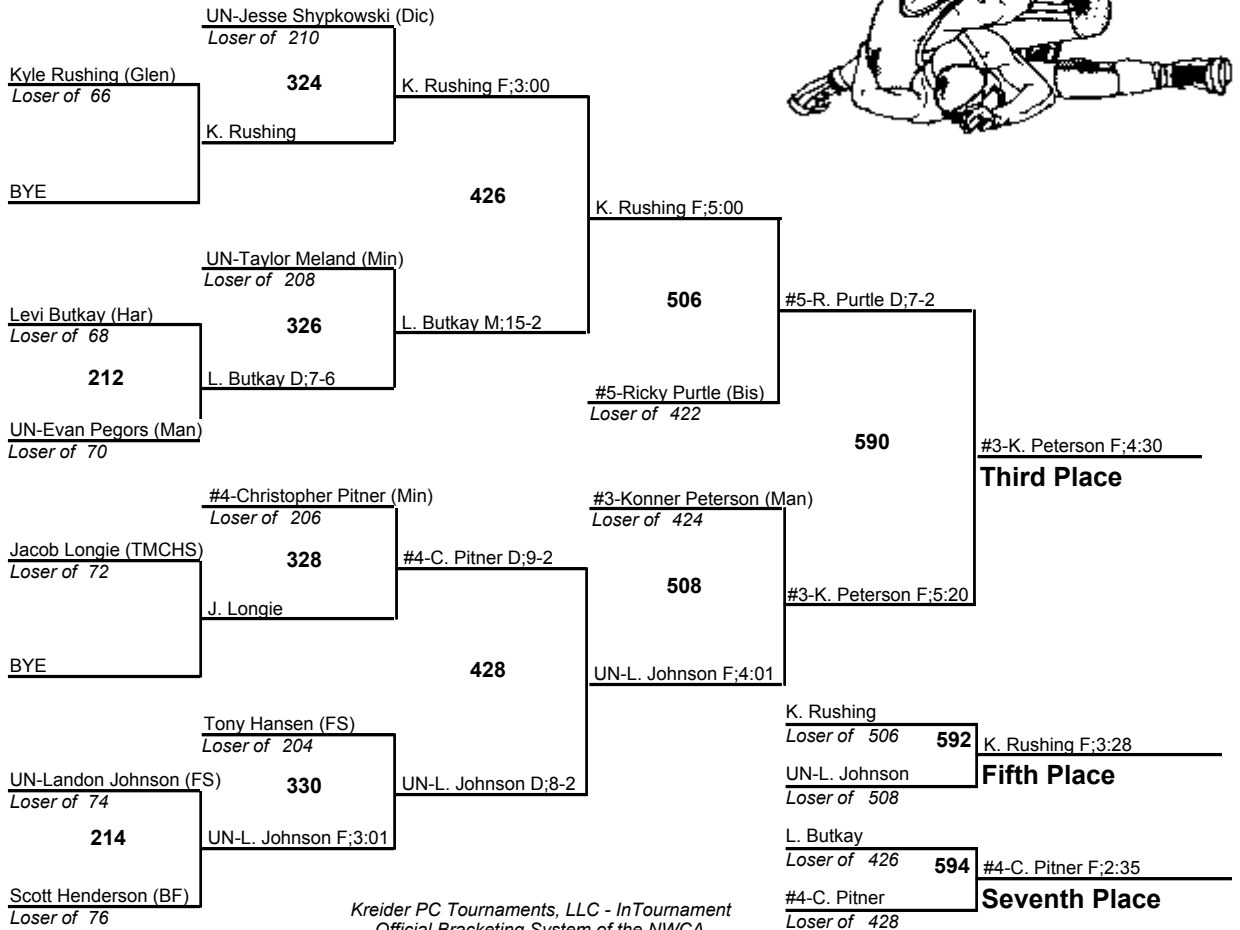 UN-Jesse Shypkowski (Dic)
Loser of 210
Kyle Rushing (Glen)
Loser of 66
324
K. Rushing F;3:00
K. Rushing
BYE
426
K. Rushing F;5:00
UN-Taylor Meland (Min)
Loser of 208
Levi Butkay (Har)
Loser of 68
326
L. Butkay M;15-2
506
#5-R. Purtle D;7-2
212
L. Butkay D;7-6
#5-Ricky Purtle (Bis)
Loser of 422
UN-Evan Pegors (Man)
Loser of 70
590
#3-K. Peterson F;4:30
Third Place
#4-Christopher Pitner (Min)
Loser of 206
#3-Konner Peterson (Man)
Loser of 424
Jacob Longie (TMCHS)
Loser of 72
328
#4-C. Pitner D;9-2
508
#3-K. Peterson F;5:20
J. Longie
BYE
428
UN-L. Johnson F;4:01
Tony Hansen (FS)
Loser of 204
K. Rushing
Loser of 506
592
K. Rushing F;3:28
Fifth Place
UN-L. Johnson
Loser of 508
UN-Landon Johnson (FS)
Loser of 74
330
UN-L. Johnson D;8-2
214
UN-L. Johnson F;3:01
L. Butkay
Loser of 426
594
#4-C. Pitner F;2:35
Seventh Place
#4-C. Pitner
Loser of 428
Scott Henderson (BF)
Loser of 76
Kreider PC Tournaments, LLC - InTournament
Official Bracketing System of the NWCA